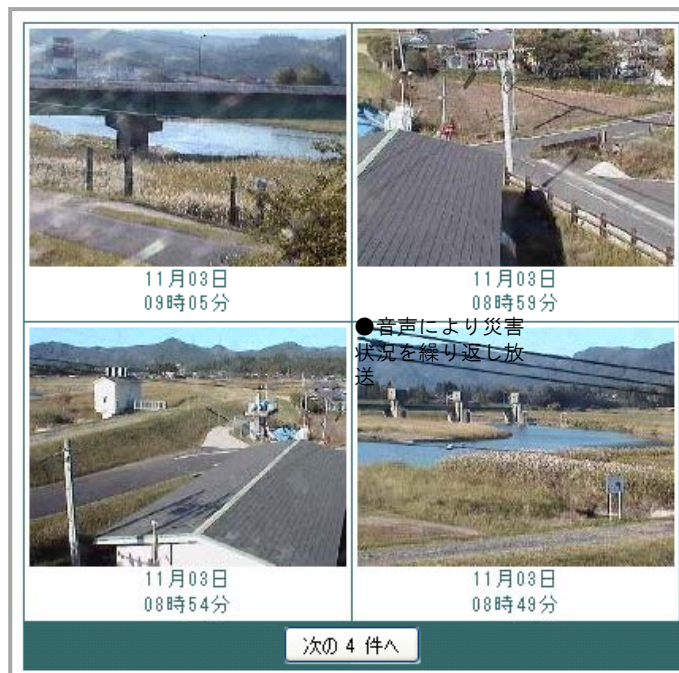 11月03日
09時05分
11月03日
08時59分
●音声により災害
状況を繰り返し放
送
11月03日
08時54分
11月03日
08時49分
次の 4 件へ